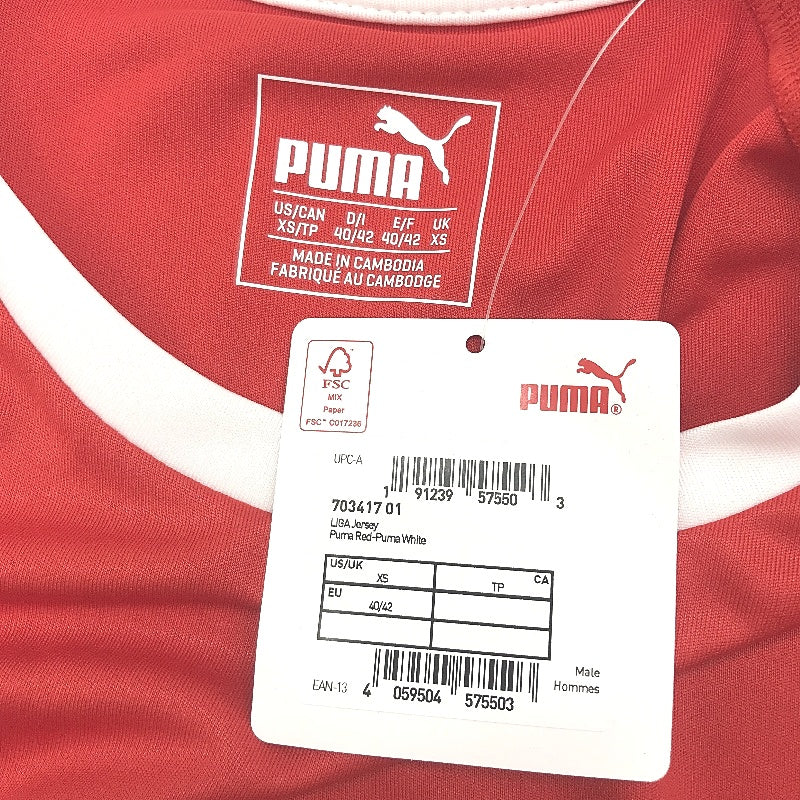 PUMA
US/CAN D/I E/F UK
XS/TP 40/42 40/42 XS
MADE IN CAMBODIA
FABRIQUÉ AU CAMBODGE
FSC
MIX
Paper
FSC™ C017236
PUMA®
UPC-A
1 91239 57550 3
703417 01
LIGA Jersey
Puma Red-Puma White
US/UK XS TP CA
EU 40/42
EAN-13 4 059504 575503
Male
Hommes